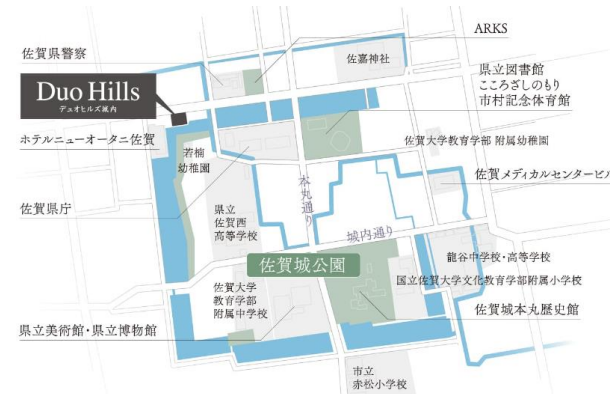 ARKS
佐賀県警察
佐嘉神社
Duo Hills
デュオヒルズ城内
県立図書館
こころざしのもり
市村記念体育館
ホテルニューオータニ佐賀
若楠
幼稚園
佐賀大学教育学部 附属幼稚園
佐賀メディカルセンタービル
佐賀県庁
本丸通り
県立
佐賀西
高等学校
城内通り
佐賀城公園
龍谷中学校・高等学校
佐賀大学
教育学部
附属中学校
国立佐賀大学文化教育学部附属小学校
佐賀城本丸歴史館
県立美術館・県立博物館
市立
赤松小学校